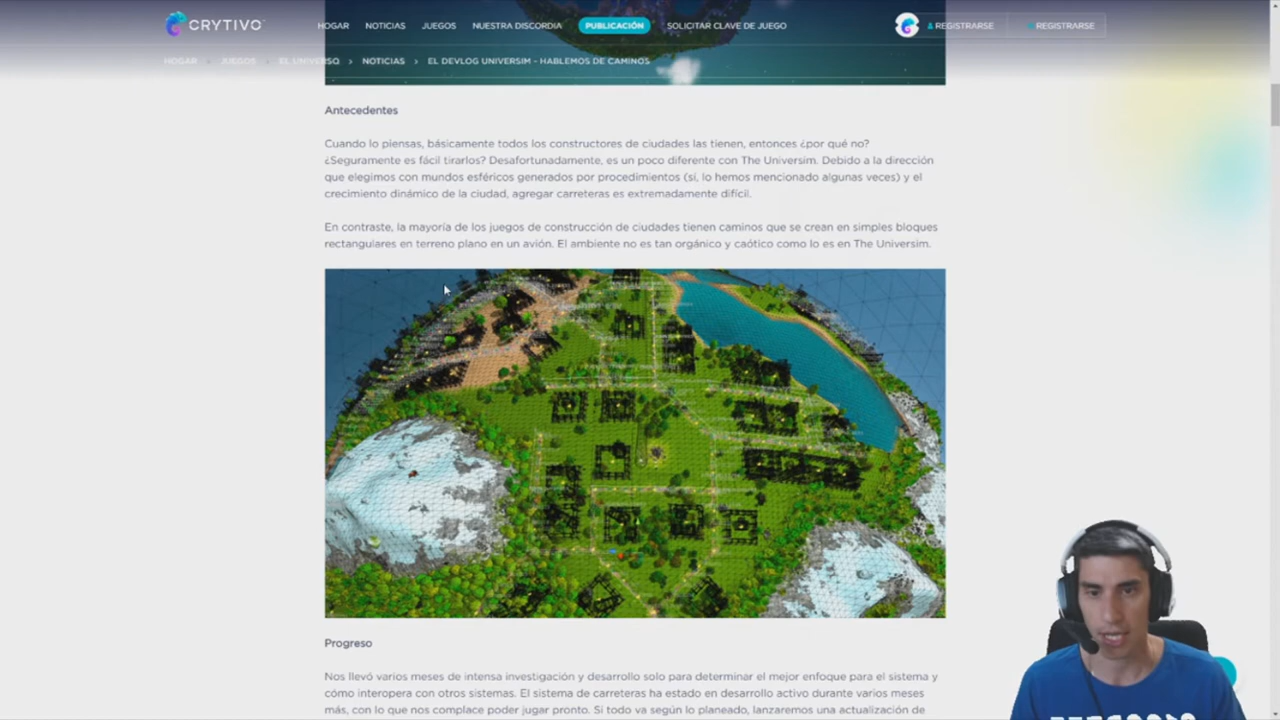 CRYTIVO
HOGAR NOTICIAS JUEGOS NUESTRA DISCORDIA PUBLICACIÓN SOLICITAR CLAVE DE JUEGO REGISTRARSE REGISTRARSE
HOGAR > JUEGOS > EL UNIVERSO > NOTICIAS > EL DEVLOG UNIVERSIM - HABLEMOS DE CAMINOS
Antecedentes
Cuando lo piensas, básicamente todos los constructores de ciudades las tienen, entonces ¿por qué no?
¿Seguramente es fácil tirarlos? Desafortunadamente, es un poco diferente con The Universim. Debido a la dirección
que elegimos con mundos esféricos generados por procedimientos (sí, lo hemos mencionado algunas veces) y el
crecimiento dinámico de la ciudad, agregar carreteras es extremadamente difícil.
En contraste, la mayoría de los juegos de construcción de ciudades tienen caminos que se crean en simples bloques
rectangulares en terreno plano en un avión. El ambiente no es tan orgánico y caótico como lo es en The Universim.
Progreso
Nos llevó varios meses de intensa investigación y desarrollo solo para determinar el mejor enfoque para el sistema y
cómo interopera con otros sistemas. El sistema de carreteras ha estado en desarrollo activo durante varios meses
más, con lo que nos complace poder jugar pronto. Si todo va según lo planeado, lanzaremos una actualización de